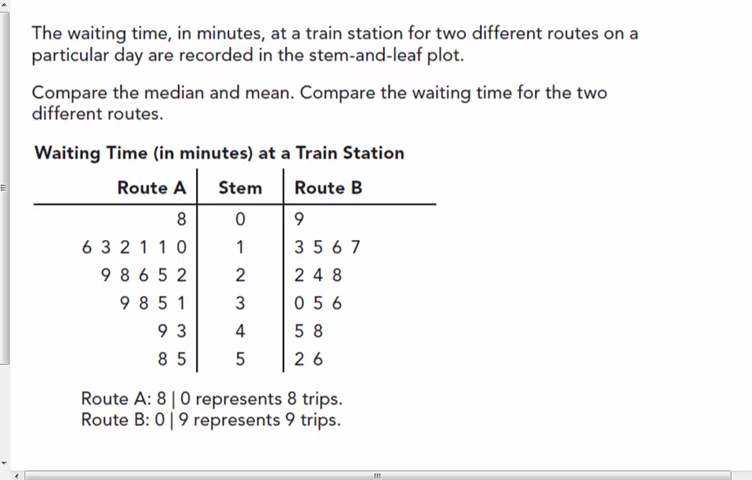 The waiting time, in minutes, at a train station for two different routes on a
particular day are recorded in the stem-and-leaf plot.
Compare the median and mean. Compare the waiting time for the two
different routes.
Waiting Time (in minutes) at a Train Station
Route A Stem Route B
8 0 9
6 3 2 1 1 0 1 3 5 6 7
9 8 6 5 2 2 2 4 8
9 8 5 1 3 0 5 6
9 3 4 5 8
8 5 5 2 6
Route A: 8 | 0 represents 8 trips.
Route B: 0 | 9 represents 9 trips.